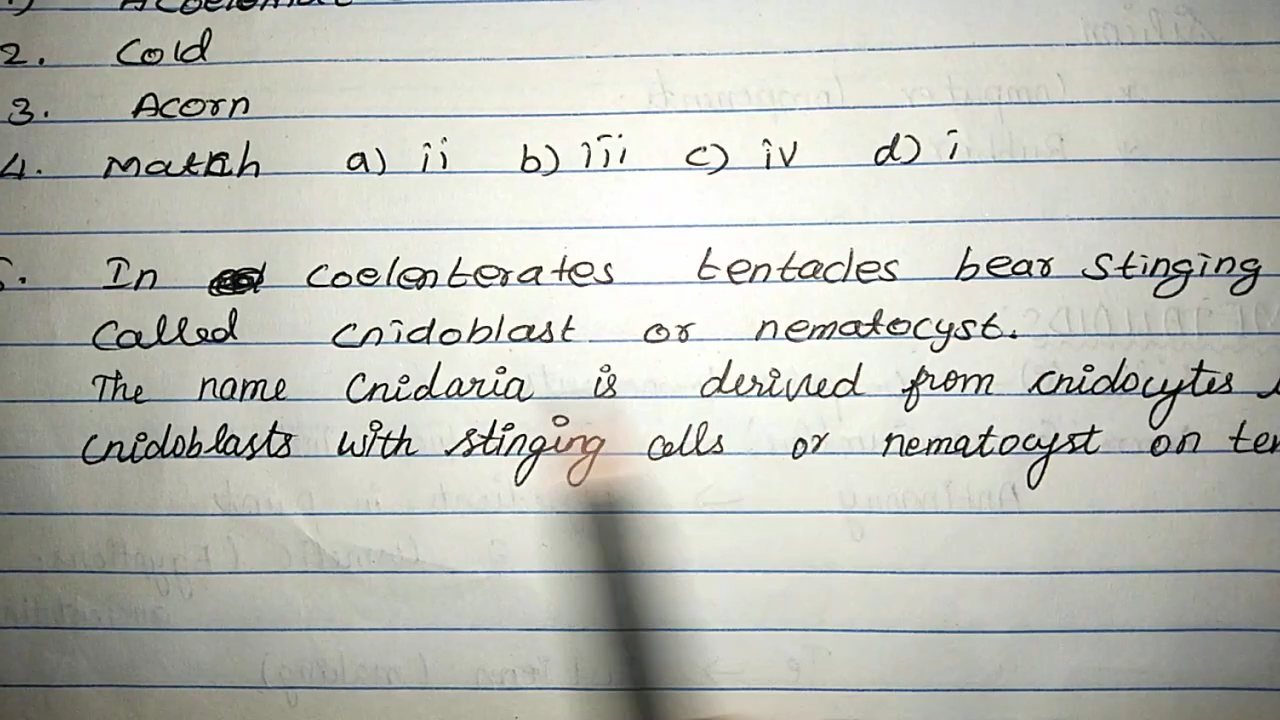 2. Cold
3. Acorn
4. Match a) ii b) iii c) iv d) i
In coelenterates tentacles bear stinging
called cnidoblast or nematocyst.
The name Cnidaria is derived from cnidocytes
cnidoblasts with stinging cells or nematocyst on